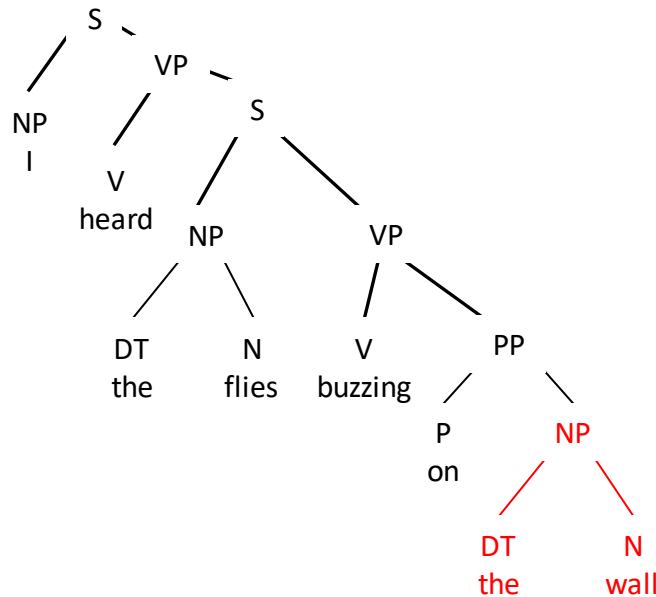 S
VP
S
NP
I
V
heard
NP
VP
DT
the
N
flies
V
buzzing
PP
P
on
NP
DT
the
N
wall